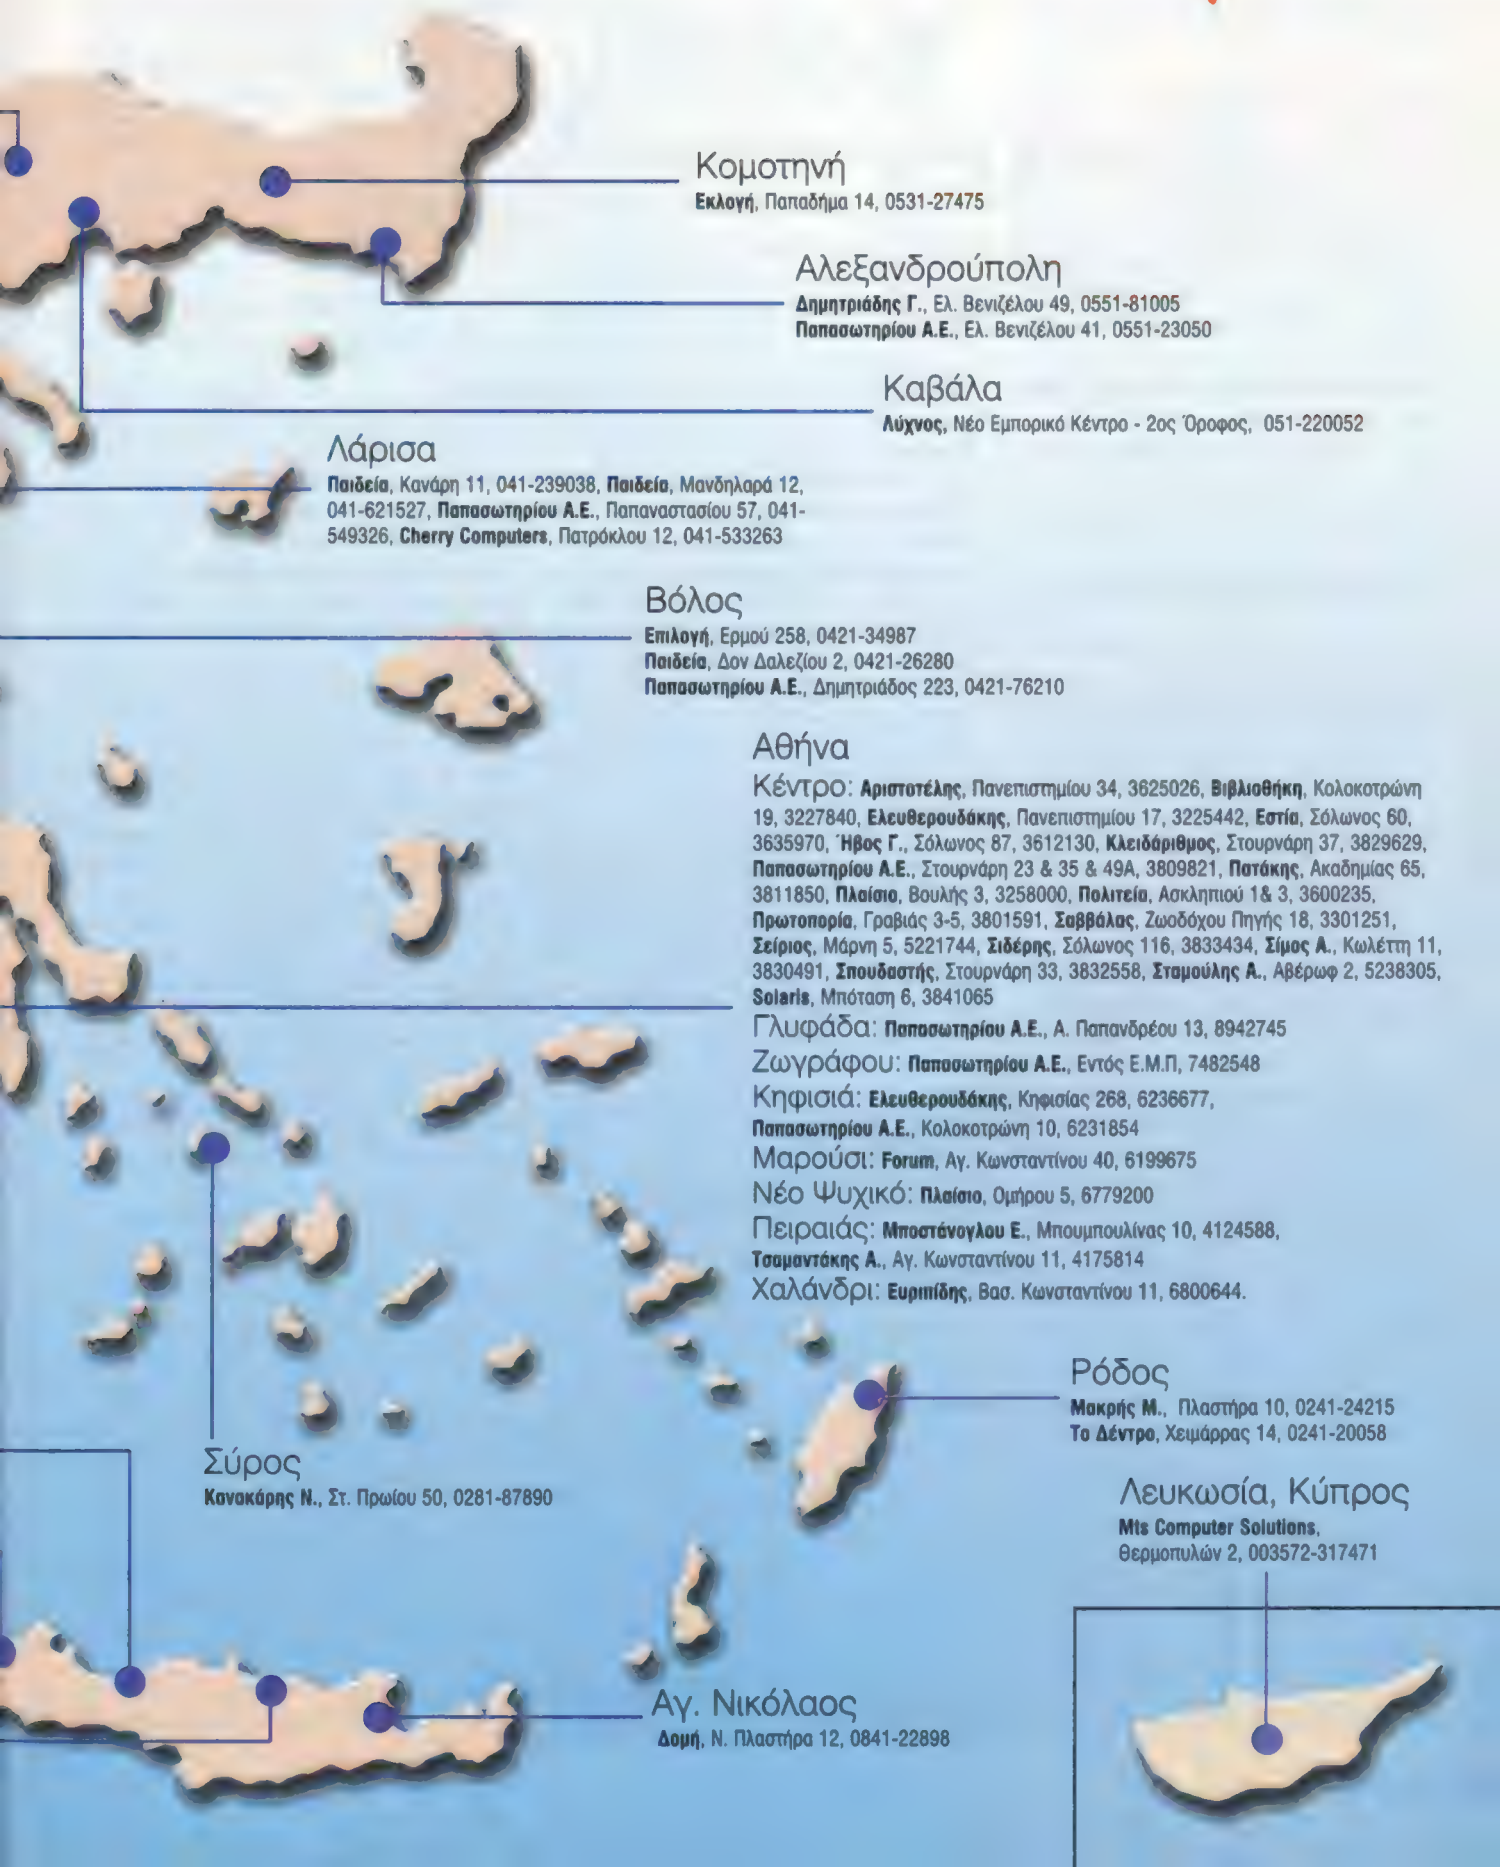 Κομοτηνή
Εκλογή, Παπαδήμα 14, 0531-27475
Αλεξανδρούπολη
Δημητριάδης Γ., Ελ. Βενιζέλου 49, 0551-81005
Παπασωτηρίου Α.Ε., Ελ. Βενιζέλου 41, 0551-23050
Καβάλα
Λύχνος, Νέο Εμπορικό Κέντρο - 2ος Όροφος, 051-220052
Λάρισα
Παιδεία, Κανάρη 11, 041-239038, Παιδεία, Μανδηλαρά 12,
041-621527, Παπασωτηρίου Α.Ε., Παπαναστασίου 57, 041-
549326, Cherry Computers, Πατρόκλου 12, 041-533263
Βόλος
Επιλογή, Ερμού 258, 0421-34987
Παιδεία, Δον Δαλεζίου 2, 0421-26280
Παπασωτηρίου Α.Ε., Δημητριάδος 223, 0421-76210
Αθήνα
Κέντρο: Αριστοτέλης, Πανεπιστημίου 34, 3625026, Βιβλιοθήκη, Κολοκοτρώνη
19, 3227840, Ελευθερουδάκης, Πανεπιστημίου 17, 3225442, Εστία, Σόλωνος 60,
3635970, Ήβος Γ., Σόλωνος 87, 3612130, Κλειδάριθμος, Στουρνάρη 37, 3829629,
Παπασωτηρίου Α.Ε., Στουρνάρη 23 & 35 & 49Α, 3809821, Πατάκης, Ακαδημίας 65,
3811850, Πλαίσιο, Βουλής 3, 3258000, Πολιτεία, Ασκληπιού 1& 3, 3600235,
Πρωτοπορία, Γραβιάς 3-5, 3801591, Σαββάλας, Ζωοδόχου Πηγής 18, 3301251,
Σείριος, Μάρνη 5, 5221744, Σιδέρης, Σόλωνος 116, 3833434, Σίμος Α., Κωλέττη 11,
3830491, Σπουδαστής, Στουρνάρη 33, 3832558, Σταμούλης Α., Αβέρωφ 2, 5238305,
Solaris, Μπόταση 6, 3841065
Γλυφάδα: Παπασωτηρίου Α.Ε., Α. Παπανδρέου 13, 8942745
Ζωγράφου: Παπασωτηρίου Α.Ε., Εντός Ε.Μ.Π, 7482548
Κηφισιά: Ελευθερουδάκης, Κηφισίας 268, 6236677,
Παπασωτηρίου Α.Ε., Κολοκοτρώνη 10, 6231854
Μαρούσι: Forum, Αγ. Κωνσταντίνου 40, 6199675
Νέο Ψυχικό: Πλαίσιο, Ομήρου 5, 6779200
Πειραιάς: Μποστάνογλου Ε., Μπουμπουλίνας 10, 4124588,
Τσαμαντάκης Α., Αγ. Κωνσταντίνου 11, 4175814
Χαλάνδρι: Ευριπίδης, Βασ. Κωνσταντίνου 11, 6800644.
Ρόδος
Μακρής Μ., Πλαστήρα 10, 0241-24215
Το Δέντρο, Χειμάρρας 14, 0241-20058
Σύρος
Κανακάρης Ν., Στ. Πρωίου 50, 0281-87890
Λευκωσία, Κύπρος
Mts Computer Solutions,
Θερμοπυλών 2, 003572-317471
Αγ. Νικόλαος
Δομή, Ν. Πλαστήρα 12, 0841-22898